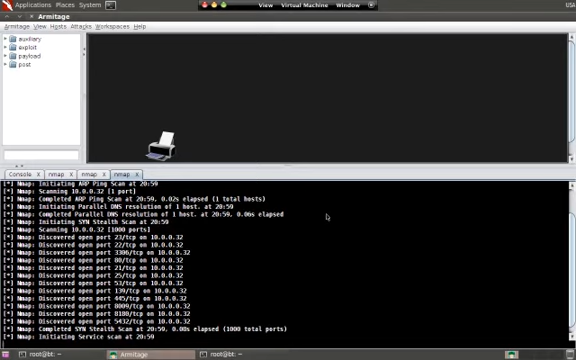 Applications Places System
View Virtual Machine Window
USA
Armitage
Armitage View Hosts Attacks Workspaces Help
auxiliary
exploit
payload
post
Console X nmap X nmap X nmap X
[*] Nmap: Initiating ARP Ping Scan at 20:59
[*] Nmap: Scanning 10.0.0.32 [1 port]
[*] Nmap: Completed ARP Ping Scan at 20:59, 0.02s elapsed (1 total hosts)
[*] Nmap: Initiating Parallel DNS resolution of 1 host. at 20:59
[*] Nmap: Completed Parallel DNS resolution of 1 host. at 20:59, 0.06s elapsed
[*] Nmap: Initiating SYN Stealth Scan at 20:59
[*] Nmap: Scanning 10.0.0.32 [1000 ports]
[*] Nmap: Discovered open port 23/tcp on 10.0.0.32
[*] Nmap: Discovered open port 22/tcp on 10.0.0.32
[*] Nmap: Discovered open port 3306/tcp on 10.0.0.32
[*] Nmap: Discovered open port 80/tcp on 10.0.0.32
[*] Nmap: Discovered open port 21/tcp on 10.0.0.32
[*] Nmap: Discovered open port 25/tcp on 10.0.0.32
[*] Nmap: Discovered open port 53/tcp on 10.0.0.32
[*] Nmap: Discovered open port 139/tcp on 10.0.0.32
[*] Nmap: Discovered open port 445/tcp on 10.0.0.32
[*] Nmap: Discovered open port 8009/tcp on 10.0.0.32
[*] Nmap: Discovered open port 8180/tcp on 10.0.0.32
[*] Nmap: Discovered open port 5432/tcp on 10.0.0.32
[*] Nmap: Completed SYN Stealth Scan at 20:59, 0.08s elapsed (1000 total ports)
[*] Nmap: Initiating Service scan at 20:59
root@bt: ~ Armitage root@bt: ~